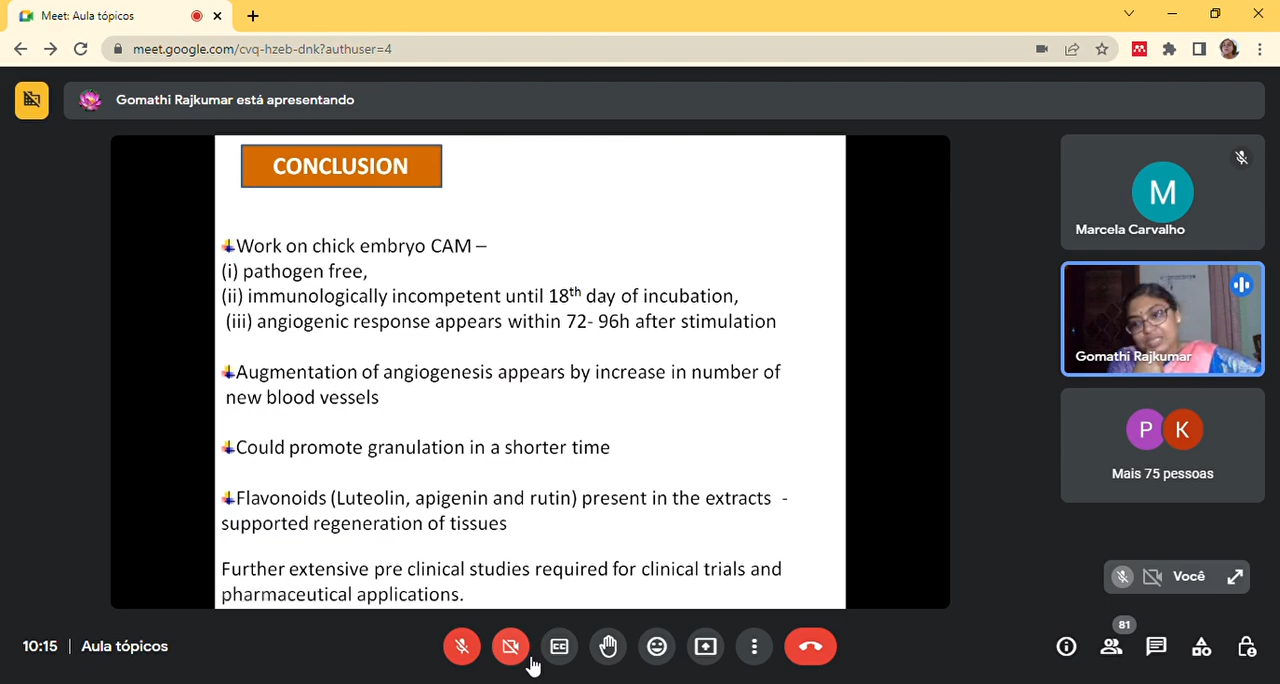 Meet: Aula tópicos
meet.google.com/cvq-hzeb-dnk?authuser=4
Gomathi Rajkumar está apresentando
CONCLUSION
Work on chick embryo CAM –
(i) pathogen free,
(ii) immunologically incompetent until 18th day of incubation,
(iii) angiogenic response appears within 72- 96h after stimulation
Augmentation of angiogenesis appears by increase in number of
new blood vessels
Could promote granulation in a shorter time
Flavonoids (Luteolin, apigenin and rutin) present in the extracts -
supported regeneration of tissues
Further extensive pre clinical studies required for clinical trials and
pharmaceutical applications.
M
Marcela Carvalho
Gomathi Rajkumar
P K
Mais 75 pessoas
Você
10:15 | Aula tópicos
CC
81